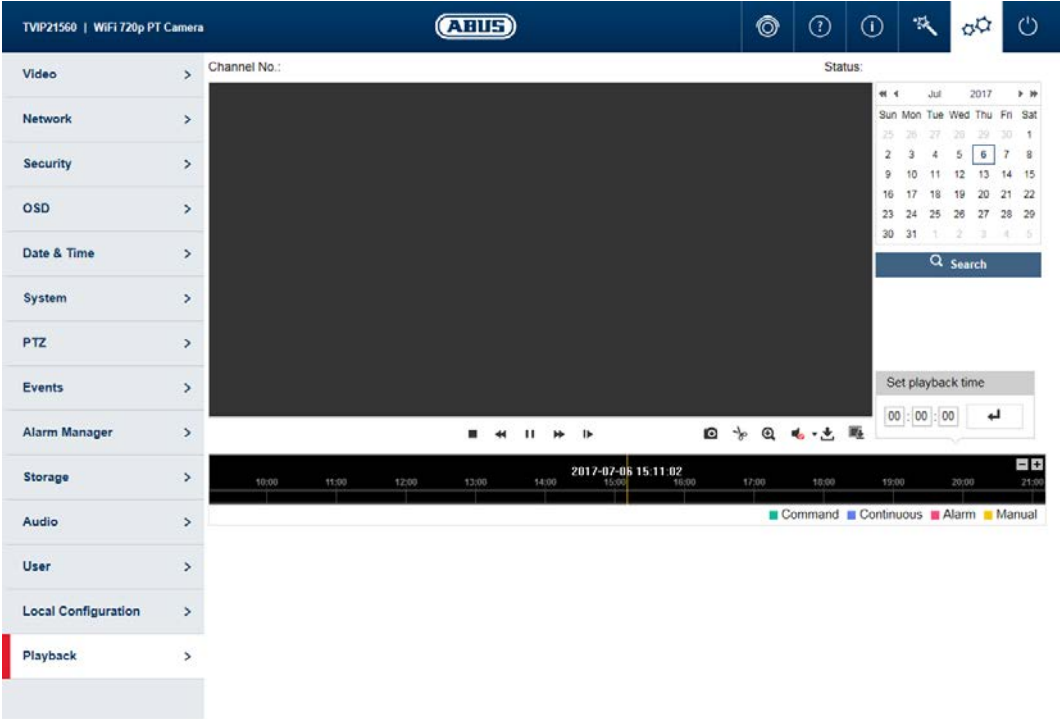 TVIP21560 | WiFi 720p PT Camera
ABUS
Video
Network
Security
OSD
Date & Time
System
PTZ
Events
Alarm Manager
Storage
Audio
User
Local Configuration
Playback
Channel No.:
Status:
Jul 2017
Sun Mon Tue Wed Thu Fri Sat
25 26 27 28 29 30 1
2 3 4 5 6 7 8
9 10 11 12 13 14 15
16 17 18 19 20 21 22
23 24 25 26 27 28 29
30 31 1 2 3 4 5
Search
Set playback time
00 : 00 : 00
2017-07-06 15:11:02
10:00 11:00 12:00 13:00 14:00 15:00 16:00 17:00 18:00 19:00 20:00 21:00
Command Continuous Alarm Manual